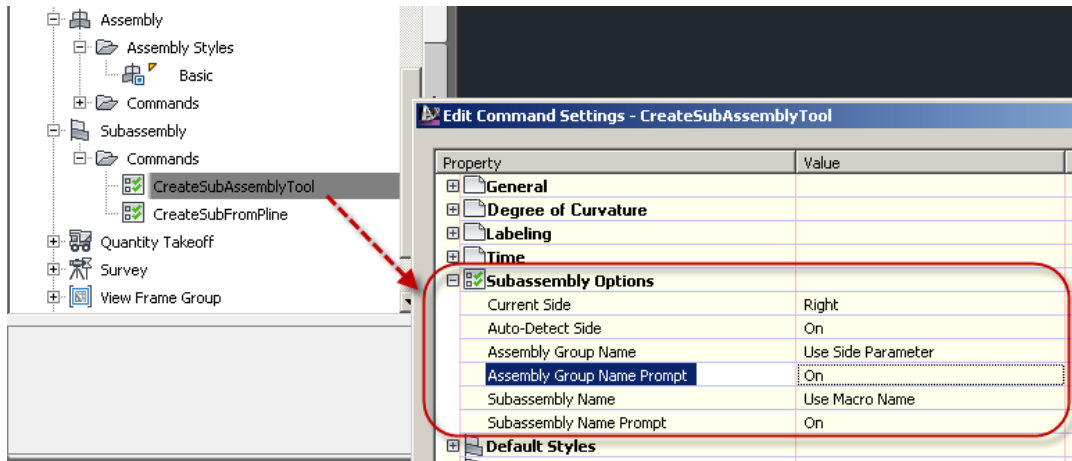 Assembly
Assembly Styles
Basic
Commands
Subassembly
Commands
CreateSubAssemblyTool
CreateSubFromPline
Quantity Takeoff
Survey
View Frame Group
Edit Command Settings - CreateSubAssemblyTool
Property Value
General
Degree of Curvature
Labeling
Time
Subassembly Options
Current Side Right
Auto-Detect Side On
Assembly Group Name Use Side Parameter
Assembly Group Name Prompt On
Subassembly Name Use Macro Name
Subassembly Name Prompt On
Default Styles